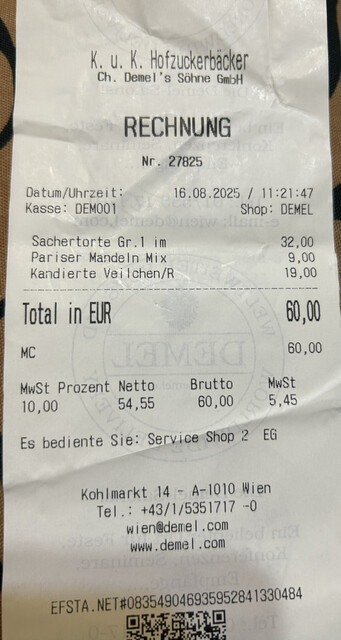 K. u. K. Hofzuckerbäcker
Ch. Demel's Söhne GmbH
RECHNUNG
Nr. 27825
Datum/Uhrzeit: 16.08.2025 / 11:21:47
Kasse: DEM001 Shop: DEMEL
Sachertorte Gr.1 im 32,00
Pariser Mandeln Mix 9,00
Kandierte Veilchen/R 19,00
Total in EUR 60,00
MC 60,00
MwSt Prozent Netto Brutto MwSt
10,00 54,55 60,00 5,45
Es bediente Sie: Service Shop 2 EG
Kohlmarkt 14 - A-1010 Wien
Tel.: +43/1/5351717 -0
wien@demel.com
www.demel.com
EFSTA.NET#083549046935952841330484